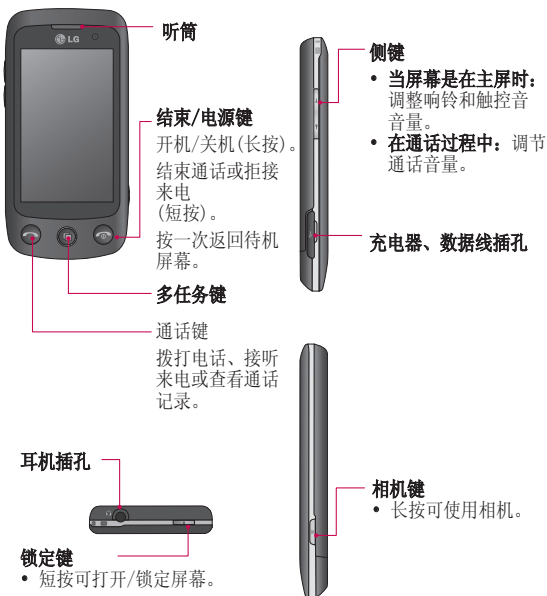 听筒
LG
结束/电源键
开机/关机(长按)。
结束通话或拒接
来电
(短按)。
按一次返回待机
屏幕。
多任务键
通话键
拨打电话、接听
来电或查看通话
记录。
侧键
• 当屏幕是在主屏时：
调整响铃和触控音
音量。
• 在通话过程中：调节
通话音量。
充电器、数据线插孔
耳机插孔
锁定键
• 短按可打开/锁定屏幕。
相机键
• 长按可使用相机。